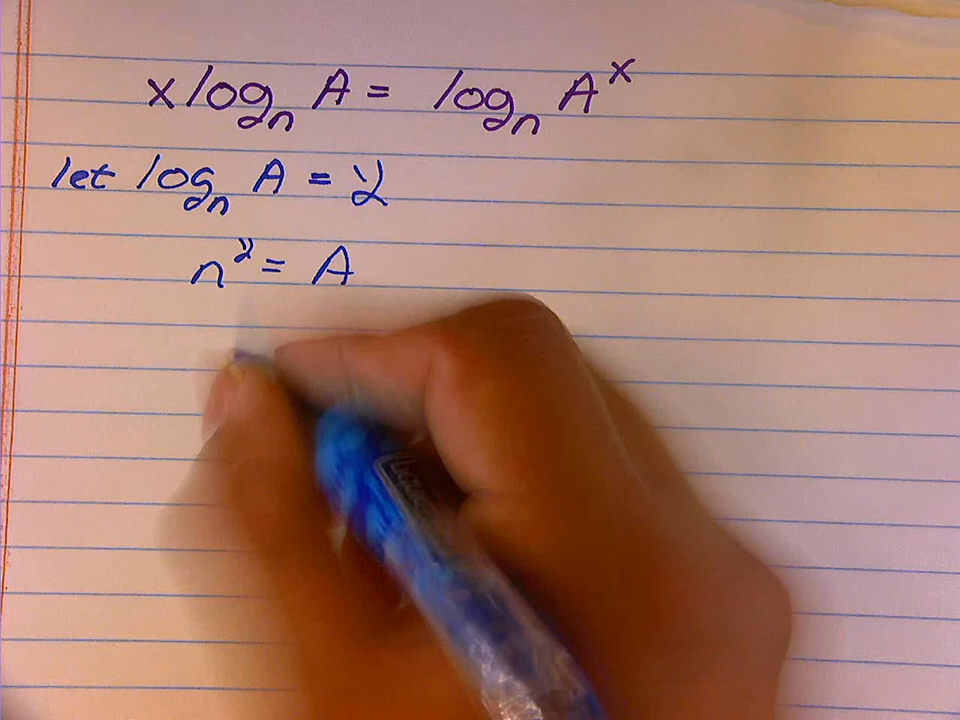 x log_n A = log_n A^x
let log_n A = y
n^y = A